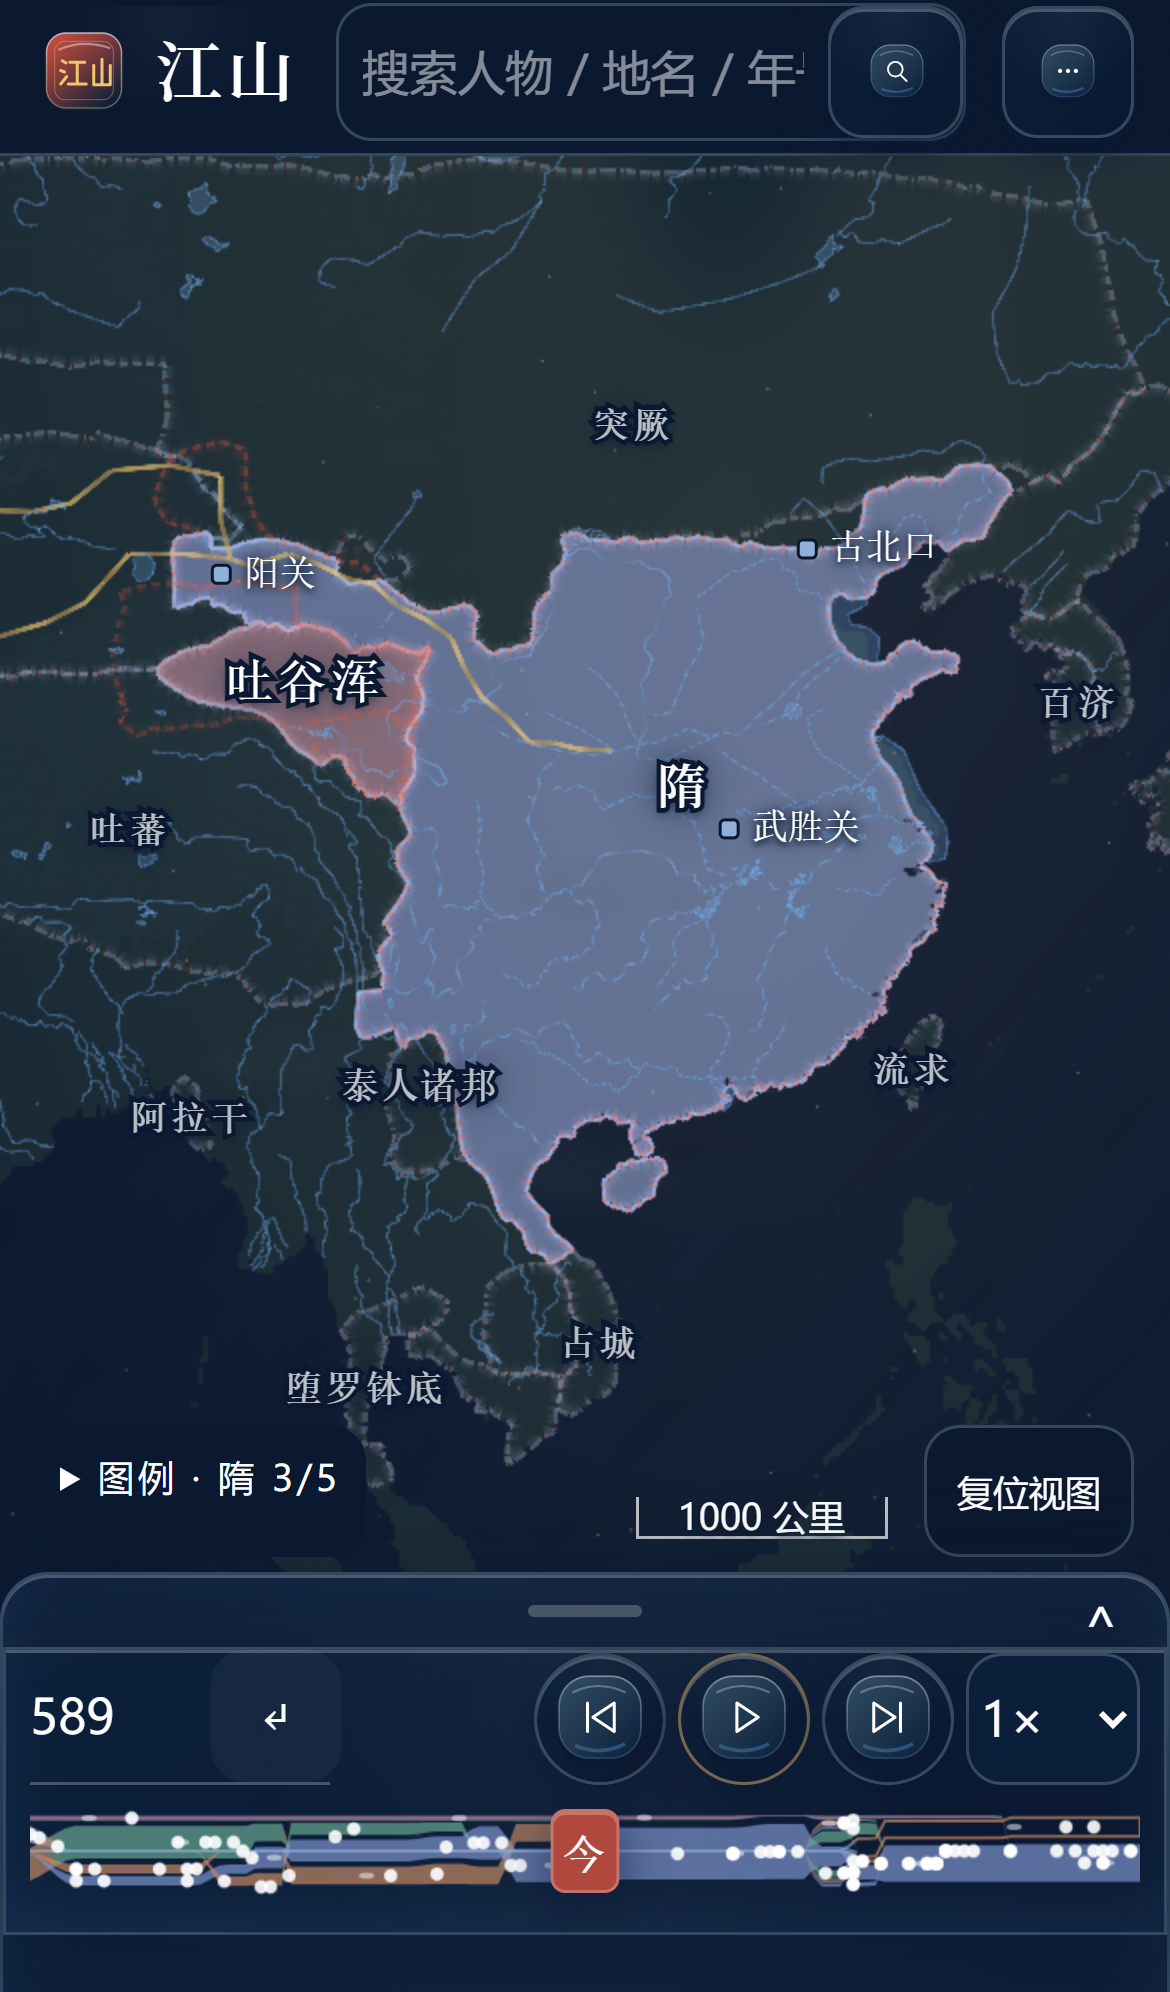 江山
江山
搜索人物 / 地名 / 年
突厥
古北口
阳关
吐谷浑
百济
隋
武胜关
吐蕃
流求
泰人诸邦
阿拉干
占城
堕罗钵底
▶ 图例 · 隋 3/5
1000 公里
复位视图
^
589
↵
1×
今